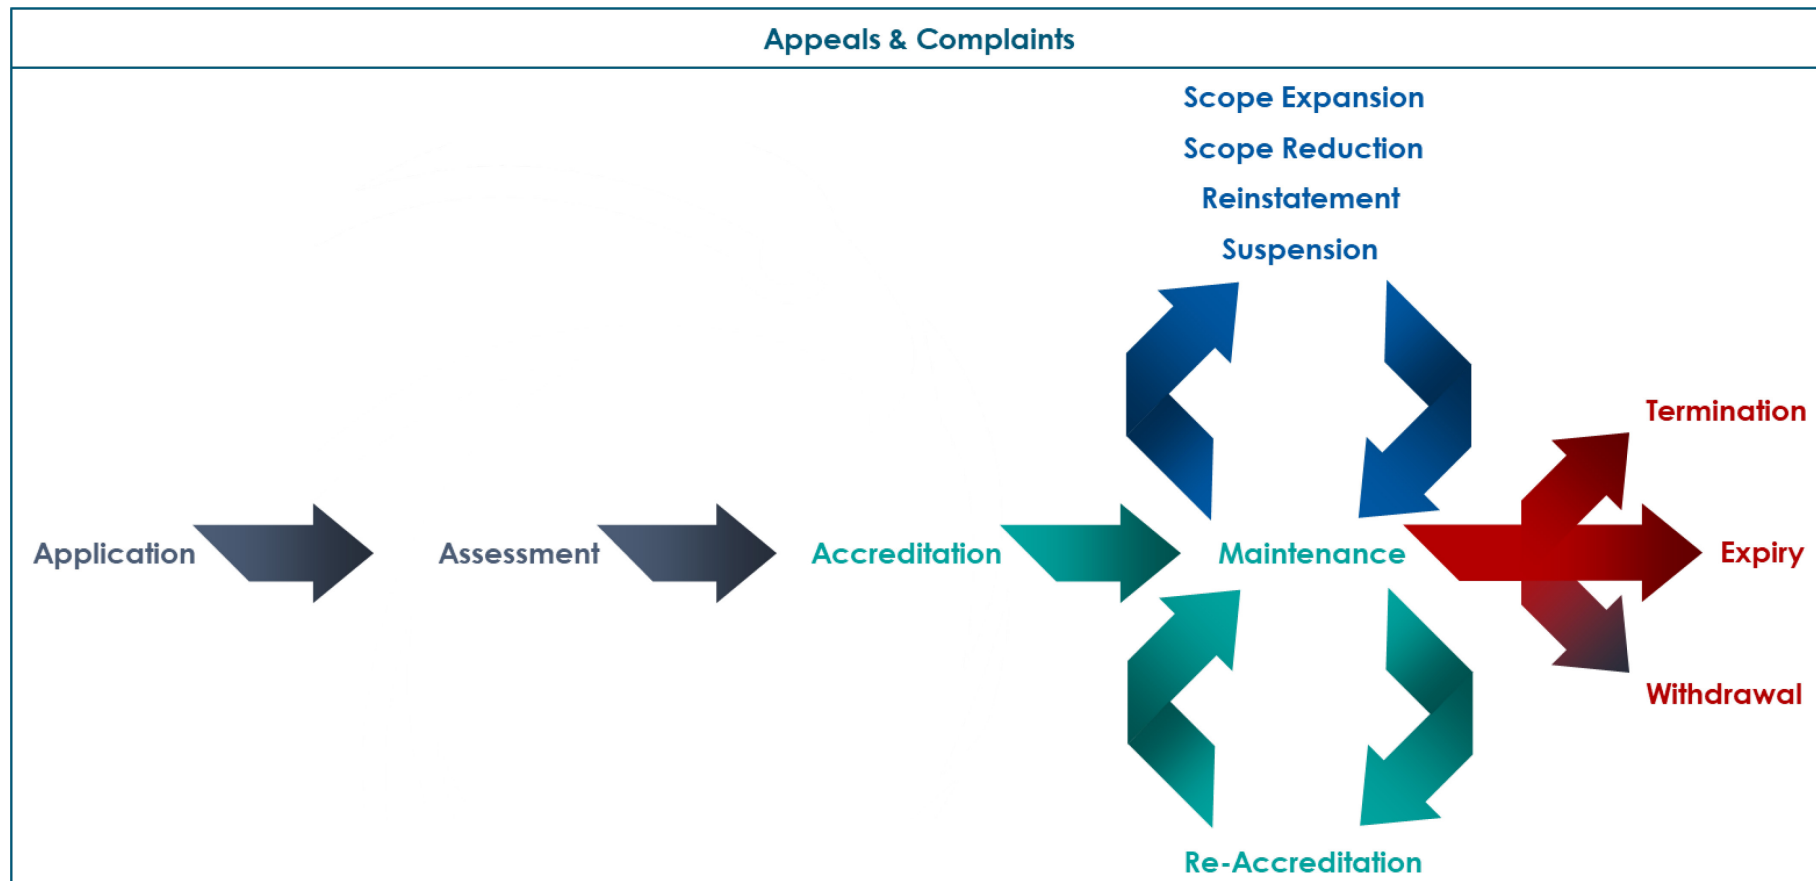 Appeals & Complaints
Scope Expansion
Scope Reduction
Reinstatement
Suspension
Termination
Application
Assessment
Accreditation
Maintenance
Expiry
Withdrawal
Re-Accreditation